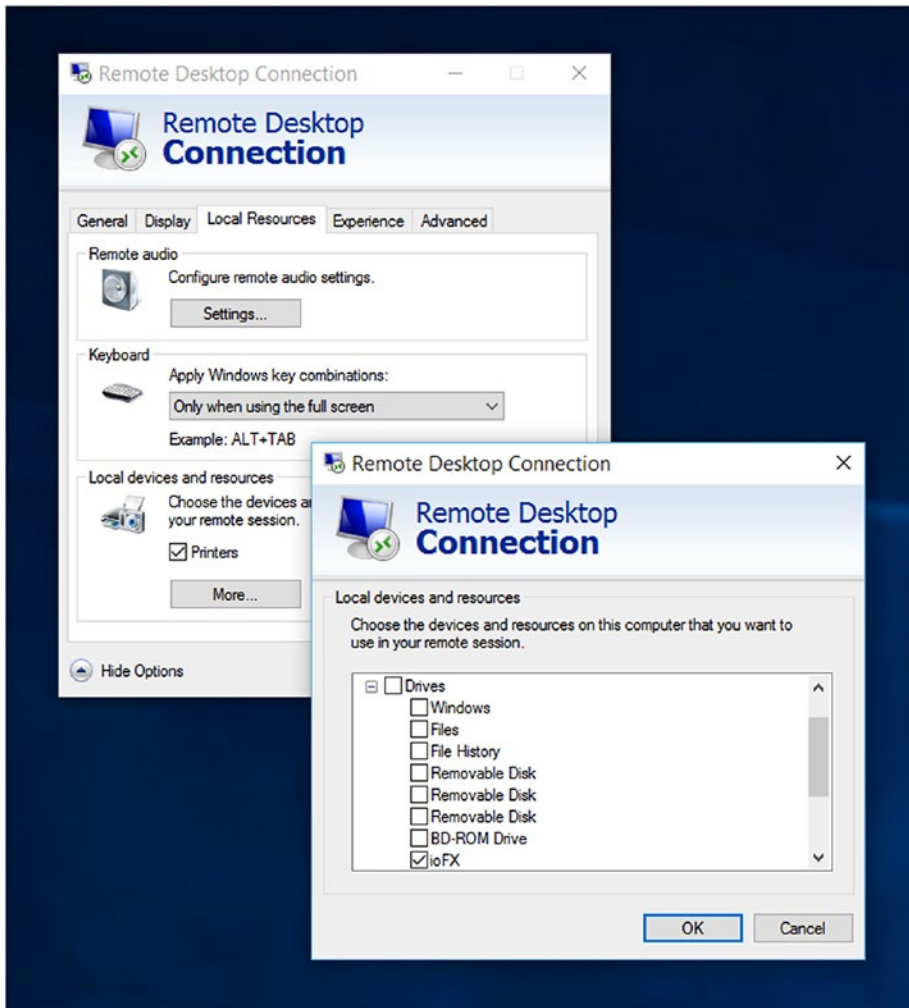 Remote Desktop Connection
Remote Desktop
Connection
General Display Local Resources Experience Advanced
Remote audio
Configure remote audio settings.
Settings...
Keyboard
Apply Windows key combinations:
Only when using the full screen
Example: ALT+TAB
Local devices and resources
Choose the devices a
your remote session.
Printers
More...
Hide Options
Remote Desktop Connection
Remote Desktop
Connection
Local devices and resources
Choose the devices and resources on this computer that you want to
use in your remote session.
Drives
Windows
Files
File History
Removable Disk
Removable Disk
Removable Disk
BD-ROM Drive
ioFX
OK Cancel